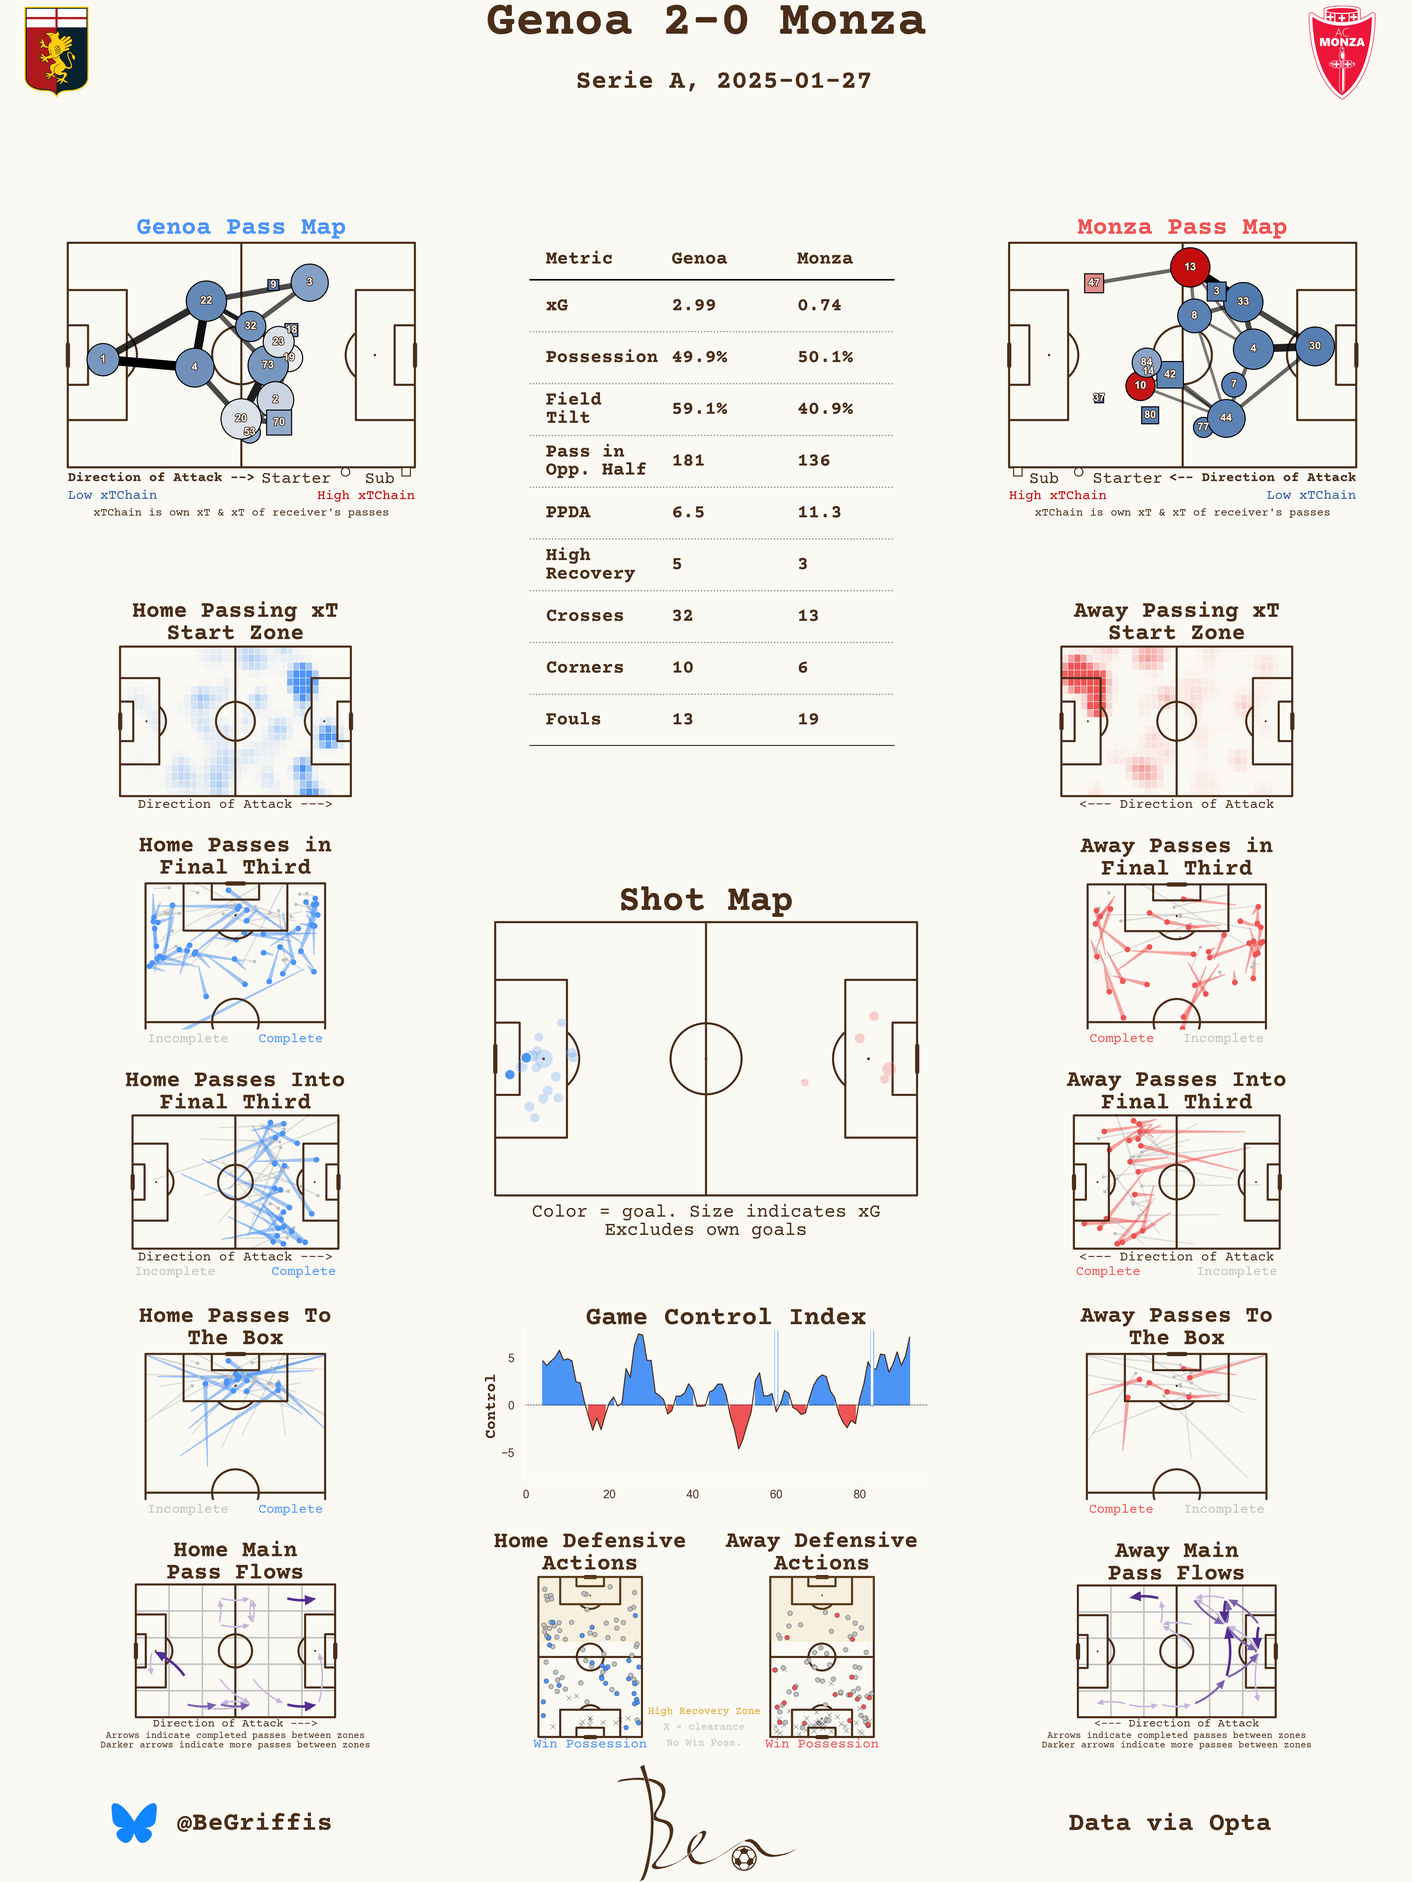 Genoa 2-0 Monza
Serie A, 2025-01-27
AC
MONZA
Genoa Pass Map
1
22
4
9
3
32
18
23
19
73
2
20
53
70
Direction of Attack --> Starter Sub
Low xTChain High xTChain
xTChain is own xT & xT of receiver's passes
Metric Genoa Monza
xG 2.99 0.74
Possession 49.9% 50.1%
Field
Tilt 59.1% 40.9%
Pass in
Opp. Half 181 136
PPDA 6.5 11.3
High
Recovery 5 3
Crosses 32 13
Corners 10 6
Fouls 13 19
Monza Pass Map
13
47
3
33
8
4
30
84
14
42
10
7
37
80
77
44
Sub Starter <-- Direction of Attack
High xTChain Low xTChain
xTChain is own xT & xT of receiver's passes
Home Passing xT
Start Zone
Direction of Attack --->
Away Passing xT
Start Zone
<--- Direction of Attack
Home Passes in
Final Third
Incomplete Complete
Away Passes in
Final Third
Complete Incomplete
Shot Map
Color = goal. Size indicates xG
Excludes own goals
Home Passes Into
Final Third
Direction of Attack --->
Incomplete Complete
Away Passes Into
Final Third
<--- Direction of Attack
Complete Incomplete
Home Passes To
The Box
Incomplete Complete
Game Control Index
Control
5
0
−5
0 20 40 60 80
Away Passes To
The Box
Complete Incomplete
Home Main
Pass Flows
Direction of Attack --->
Arrows indicate completed passes between zones
Darker arrows indicate more passes between zones
Home Defensive
Actions
Win Possession
High Recovery Zone
X = clearance
No Win Poss.
Away Defensive
Actions
Win Possession
Away Main
Pass Flows
<--- Direction of Attack
Arrows indicate completed passes between zones
Darker arrows indicate more passes between zones
@BeGriffis
Ben
Data via Opta